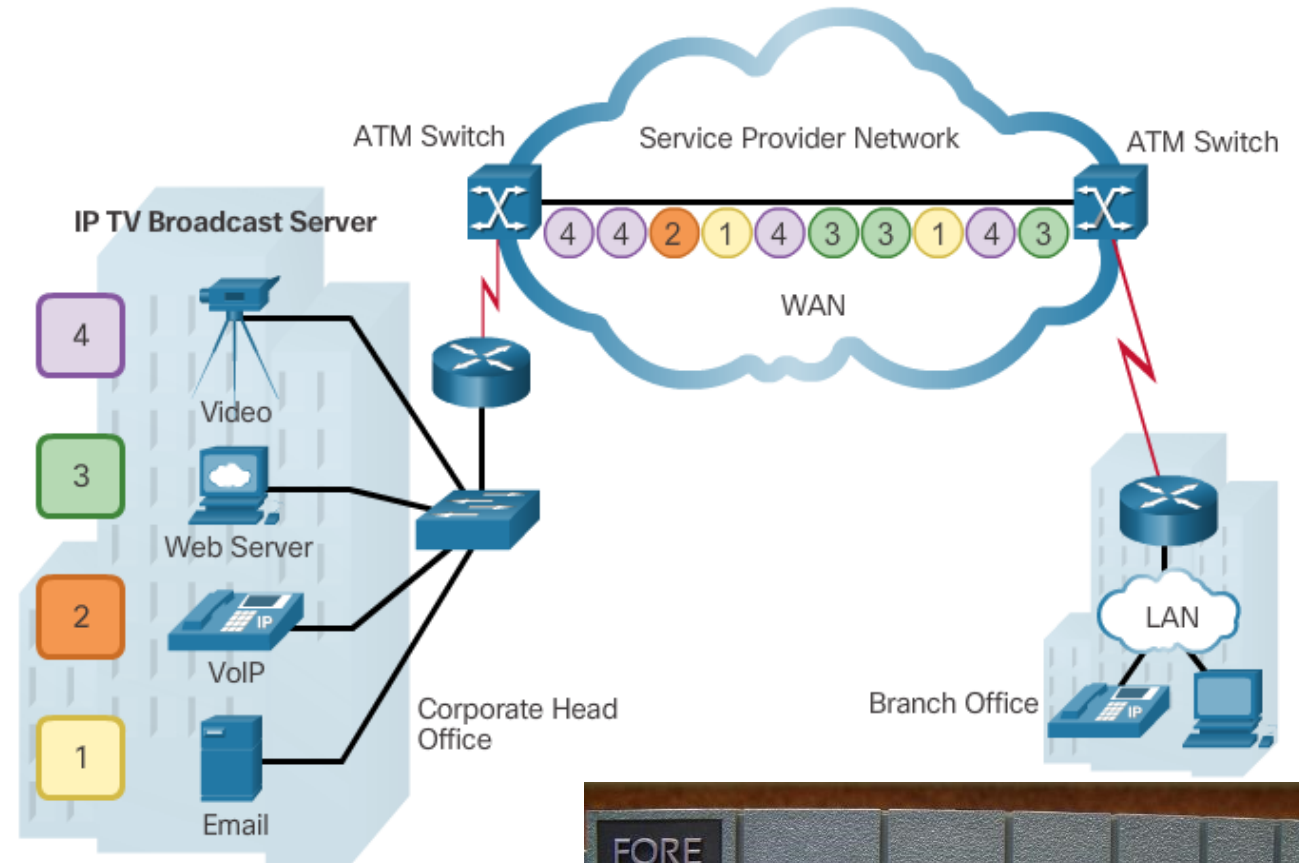 ATM Switch
Service Provider Network
ATM Switch
IP TV Broadcast Server
4 4 2 1 4 3 3 1 4 3
WAN
4
Video
3
Web Server
2
IP
VoIP
1
Email
Corporate Head
Office
LAN
Branch Office
IP
FORE